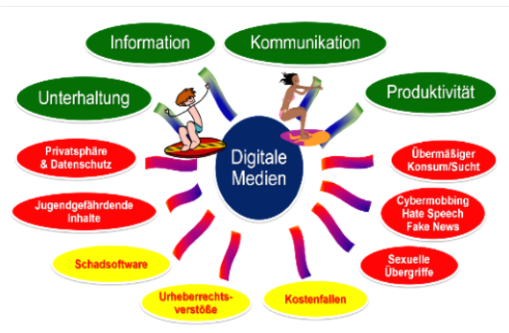 Information
Kommunikation
Unterhaltung
Produktivität
Privatsphäre
& Datenschutz
Digitale
Medien
Übermäßiger
Konsum/Sucht
Jugendgefährdende
Inhalte
Cybermobbing
Hate Speech
Fake News
Schadsoftware
Sexuelle
Übergriffe
Urheberrechts-
verstöße
Kostenfallen